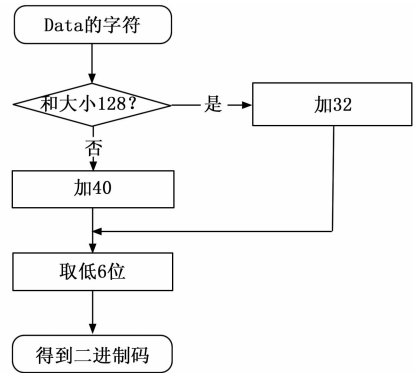 Data的字符
和大小128?
是
加32
否
加40
取低6位
得到二进制码